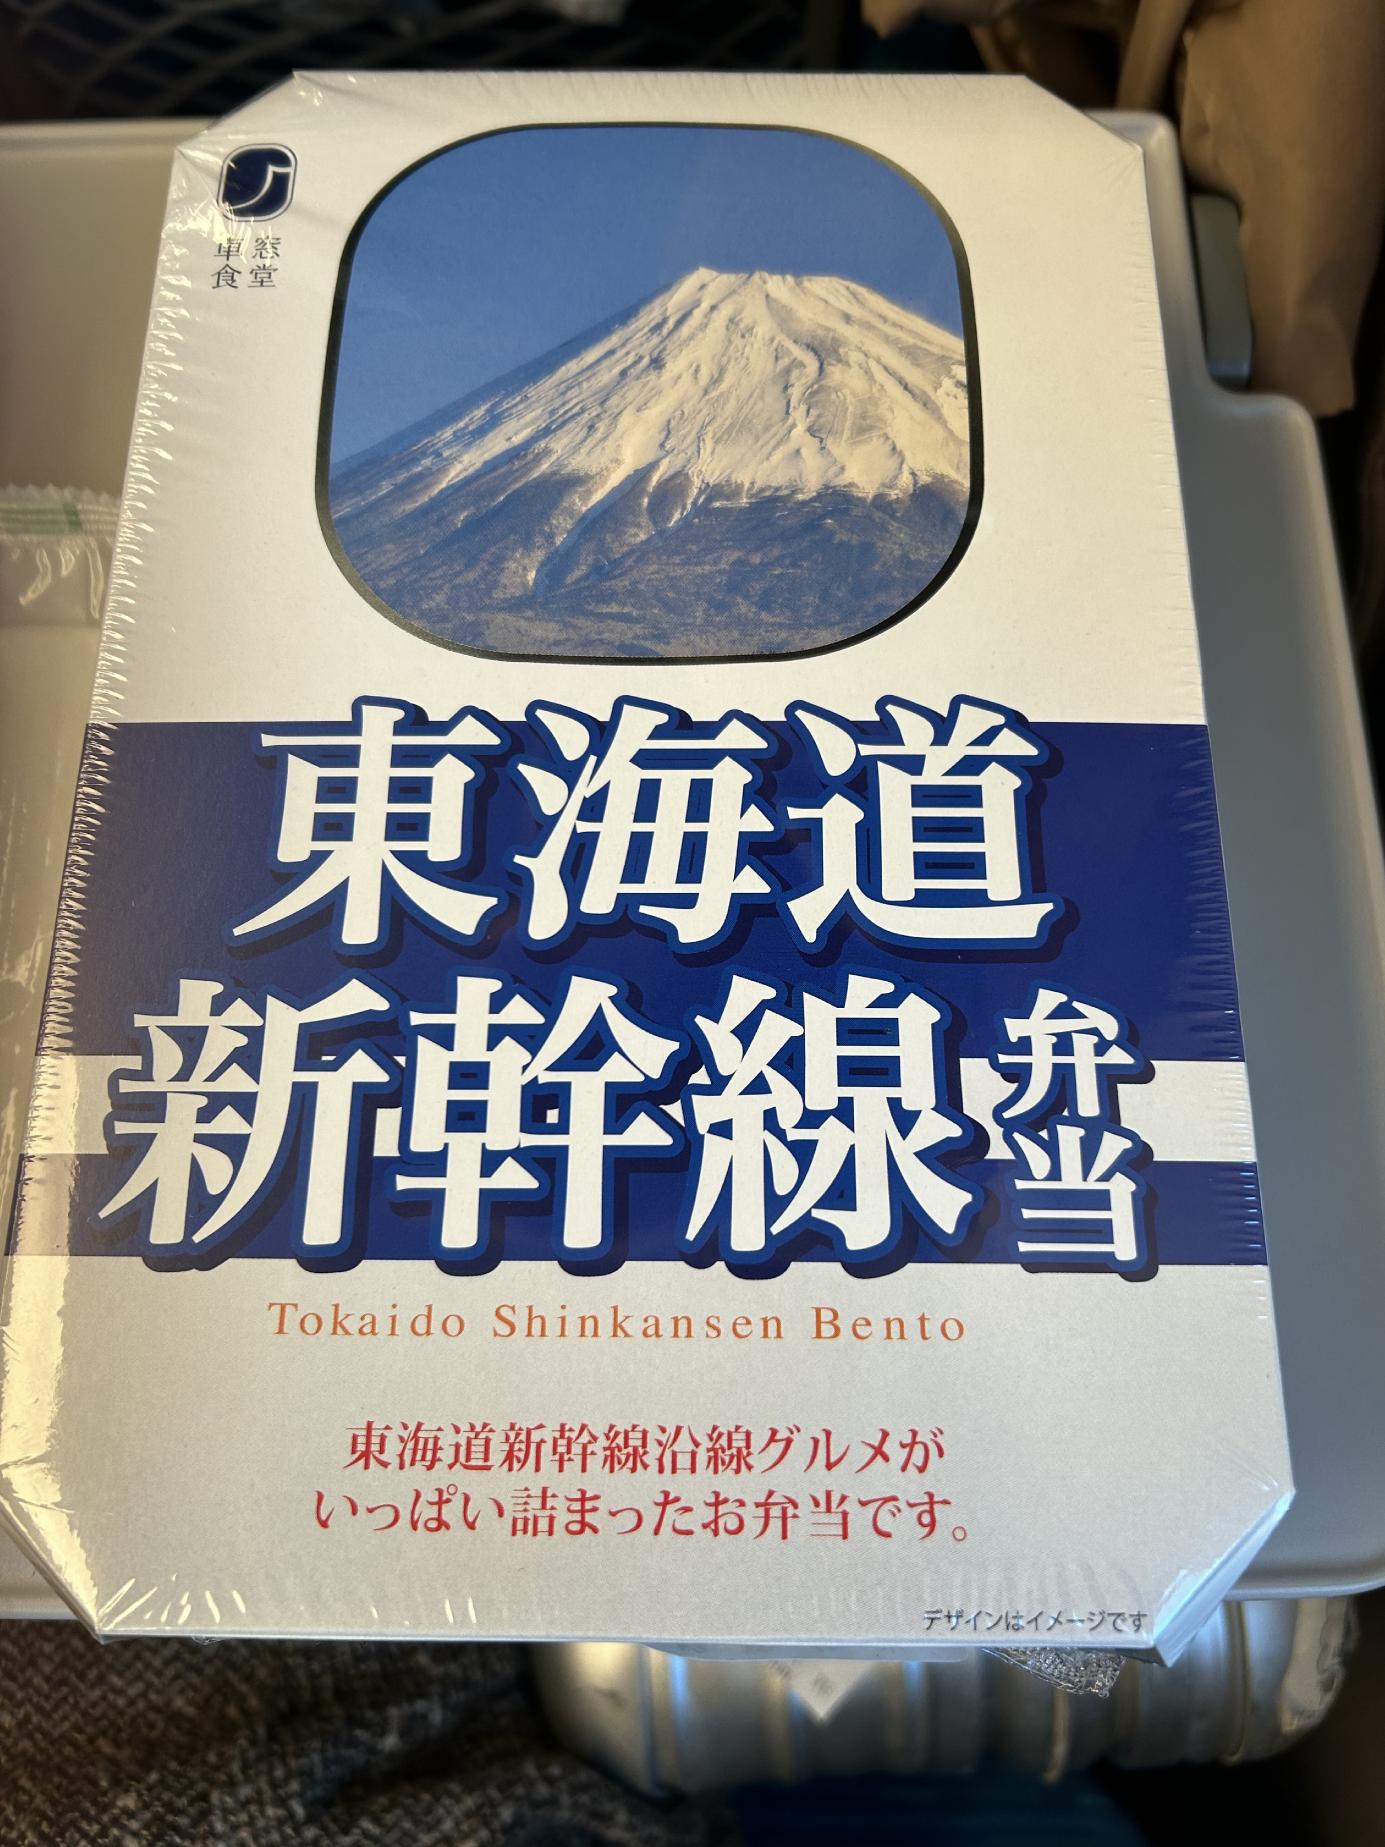 車窓
食堂
東海道
新幹線弁当
Tokaido Shinkansen Bento
東海道新幹線沿線グルメが
いっぱい詰まったお弁当です。
デザインはイメージです